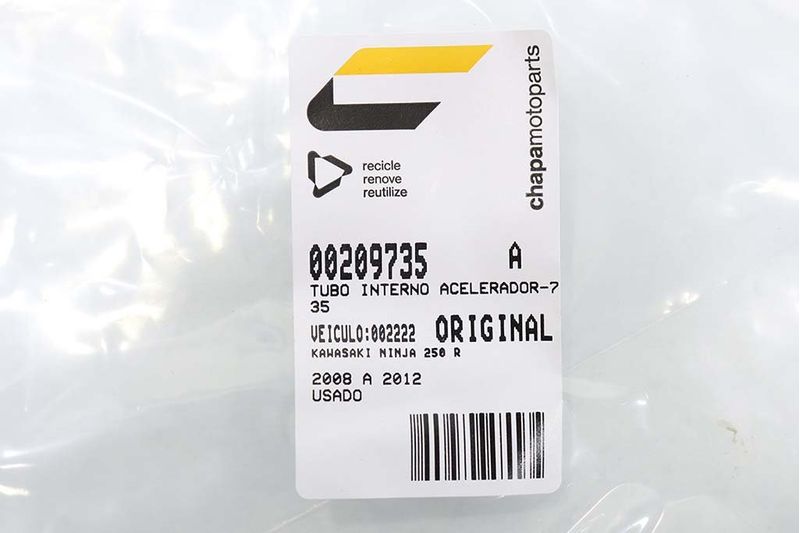 chapamotoparts
recicle
renove
reutilize
00209735 A
TUBO INTERNO ACELERADOR-7
35
VEICULO:002222 ORIGINAL
KAWASAKI NINJA 250 R
2008 A 2012
USADO